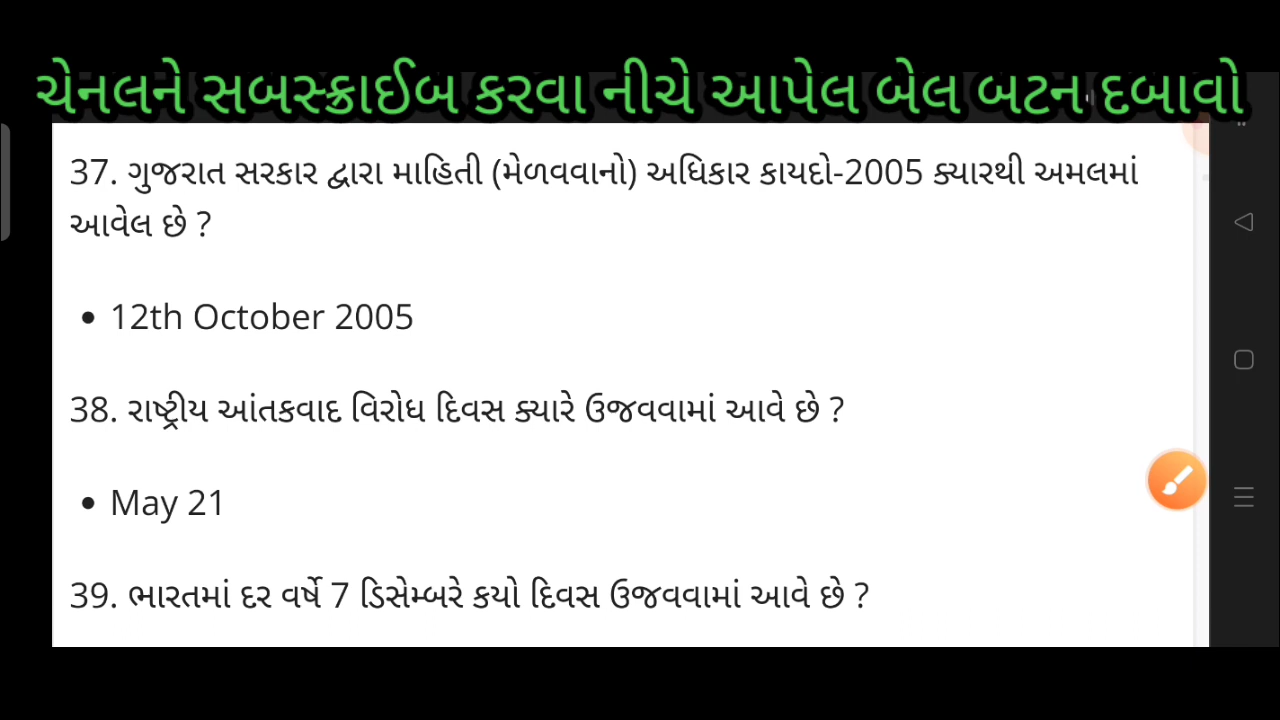 ચેનલને સબસ્ક્રાઈબ કરવા નીચે આપેલ બેલ બટન દબાવો
37. ગુજરાત સરકાર દ્વારા માહિતી (મેળવવાનો) અધિકાર કાયદો-2005 ક્યારથી અમલમાં
આવેલ છે ?
• 12th October 2005
38. રાષ્ટ્રીય આંતકવાદ વિરોધ દિવસ ક્યારે ઉજવવામાં આવે છે ?
• May 21
39. ભારતમાં દર વર્ષે 7 ડિસેમ્બરે કયો દિવસ ઉજવવામાં આવે છે ?